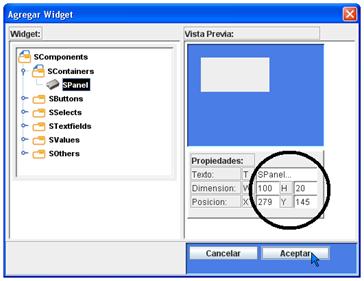 Agregar Widget
Widget:
Vista Previa:
SComponents
SContainers
SPanel
SButtons
SSelects
STextfields
SValues
SOthers
Propiedades:
Texto: T SPanel...
Dimension: W 100 H 20
Posicion: X 279 Y 145
Cancelar Aceptar